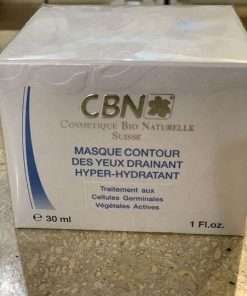 CBN
Cosmetique Bio Naturelle
Suisse
MASQUE CONTOUR
DES YEUX DRAINANT
HYPER-HYDRATANT
Traitement aux
Cellules Germinales
Végétales Actives
℮ 30 ml
1 Fl.oz.